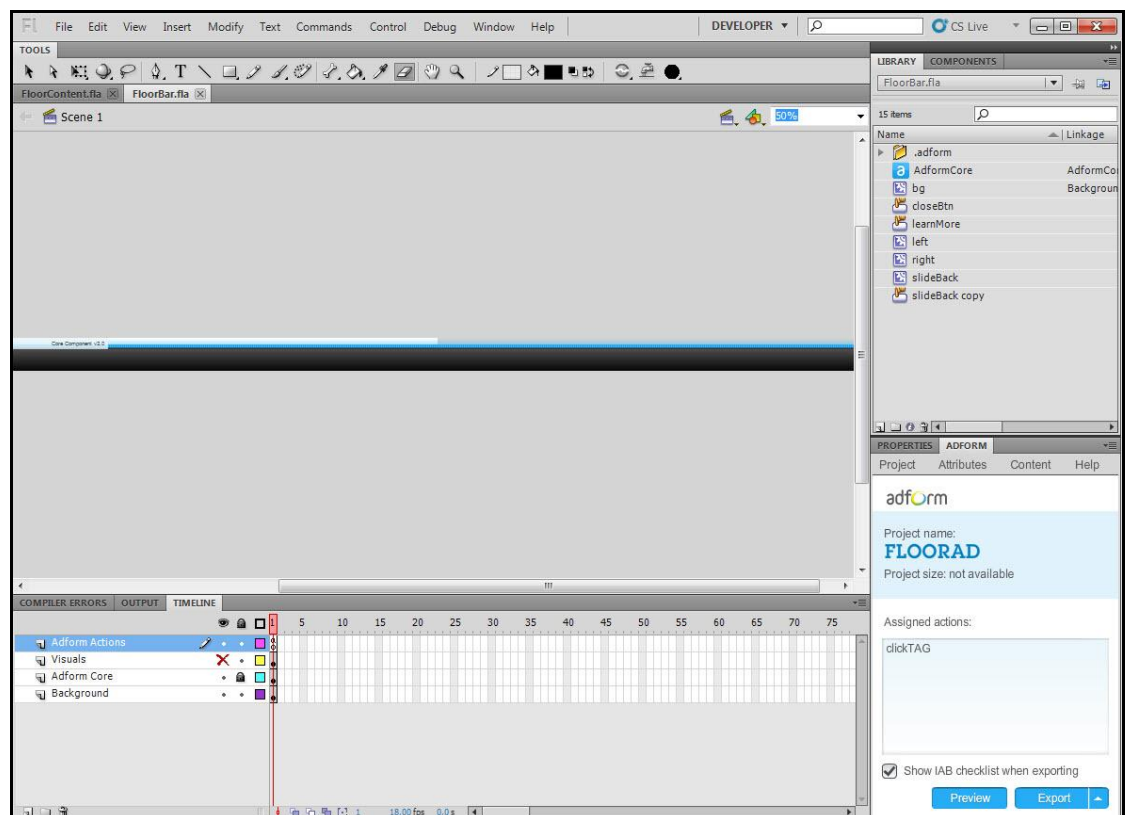 Fl File Edit View Insert Modify Text Commands Control Debug Window Help DEVELOPER CS Live
TOOLS
T
FloorContent.fla FloorBar.fla
Scene 1 50%
Core Component v2.0
LIBRARY COMPONENTS
FloorBar.fla
15 items
Name Linkage
.adform
AdformCore AdformCo
bg Backgroun
closeBtn
learnMore
left
right
slideBack
slideBack copy
PROPERTIES ADFORM
Project Attributes Content Help
adform
Project name:
FLOORAD
Project size: not available
Assigned actions:
clickTAG
Show IAB checklist when exporting
Preview Export
COMPILER ERRORS OUTPUT TIMELINE
1 5 10 15 20 25 30 35 40 45 50 55 60 65 70 75
Adform Actions
Visuals
Adform Core
Background
1 18.00 fps 0.0 s